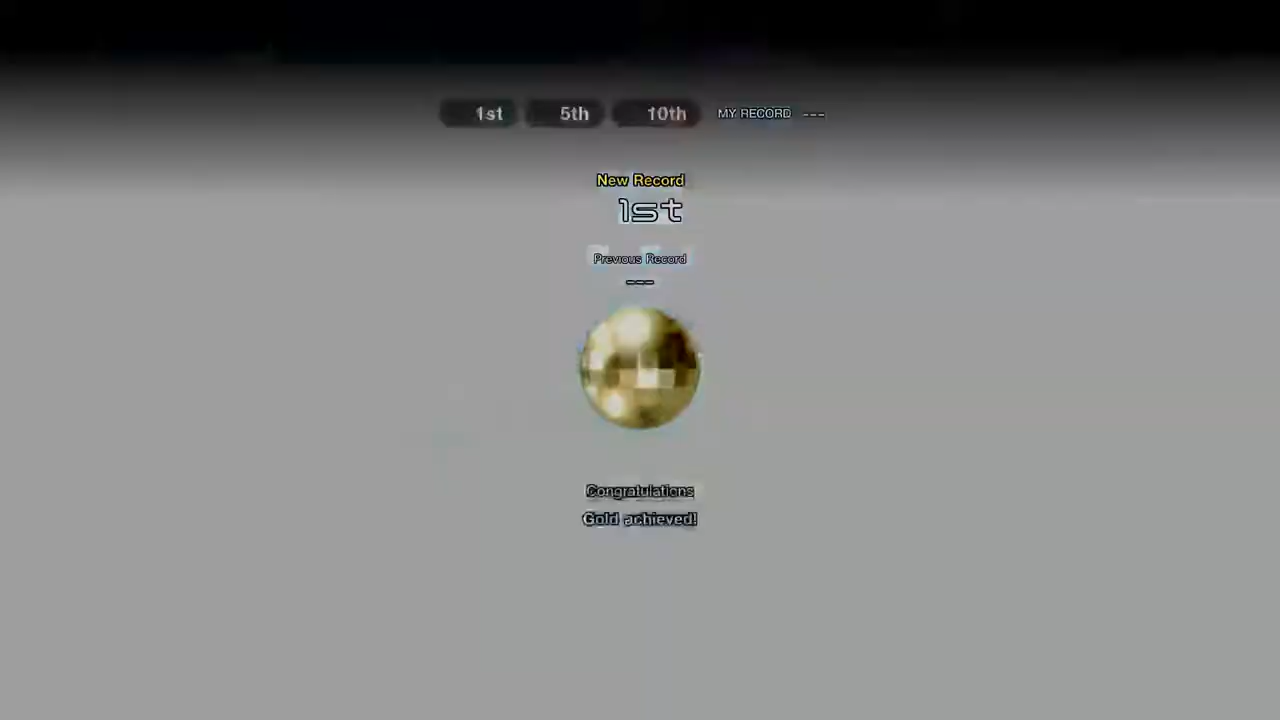 1st 5th 10th MY RECORD ---
New Record
1st
Previous Record
---
Congratulations
Gold achieved!